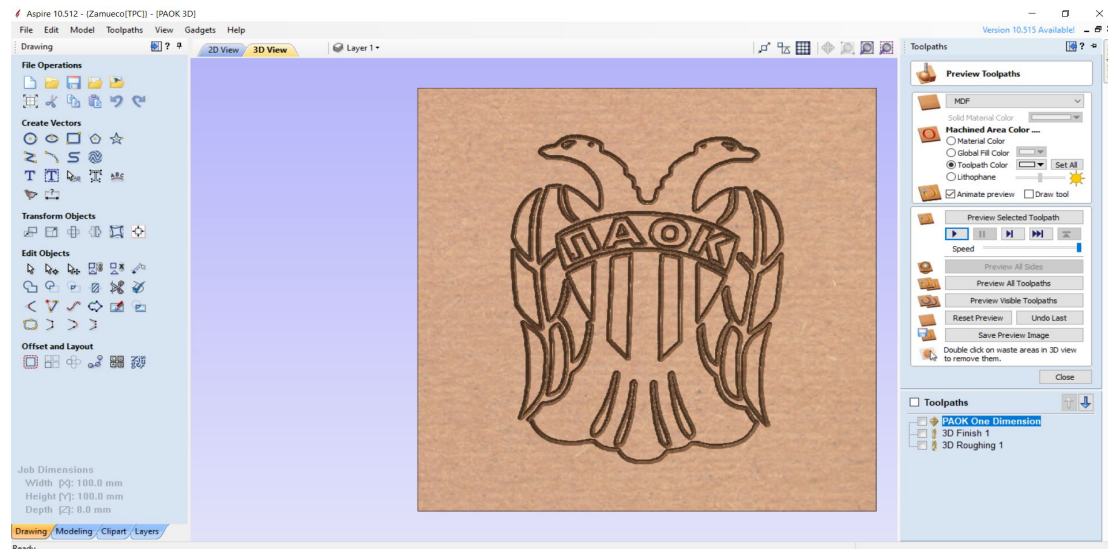 Aspire 10.512 - {Zamueco[TPC]} - [PAOK 3D]
File Edit Model Toolpaths View Gadgets Help
Version 10.515 Available!
Drawing
2D View 3D View
Layer 1
Toolpaths
File Operations
Create Vectors
Transform Objects
Edit Objects
Offset and Layout
Job Dimensions
Width [X]: 100.0 mm
Height [Y]: 100.0 mm
Depth [Z]: 8.0 mm
Drawing Modeling Clipart Layers
Ready
ΠΑΟΚ
Preview Toolpaths
MDF
Solid Material Color
Machined Area Color ....
Material Color
Global Fill Color
Toolpath Color Set All
Lithophane
Animate preview Draw tool
Preview Selected Toolpath
Speed
Preview All Sides
Preview All Toolpaths
Preview Visible Toolpaths
Reset Preview Undo Last
Save Preview Image
Double click on waste areas in 3D view
to remove them.
Close
Toolpaths
PAOK One Dimension
3D Finish 1
3D Roughing 1